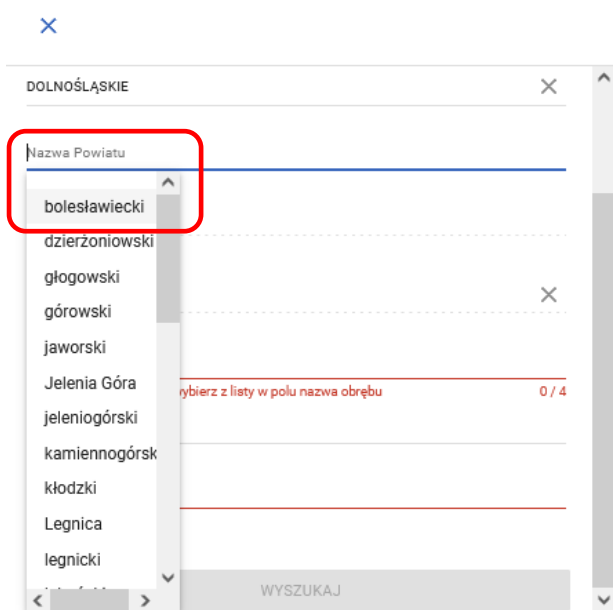 DOLNOŚLĄSKIE
Nazwa Powiatu
bolesławiecki
dzierżoniowski
głogowski
górowski
jaworski
Jelenia Góra
ybierz z listy w polu nazwa obrębu 0 / 4
jeleniogórski
kamiennogórsk
kłodzki
Legnica
legnicki
WYSZUKAJ